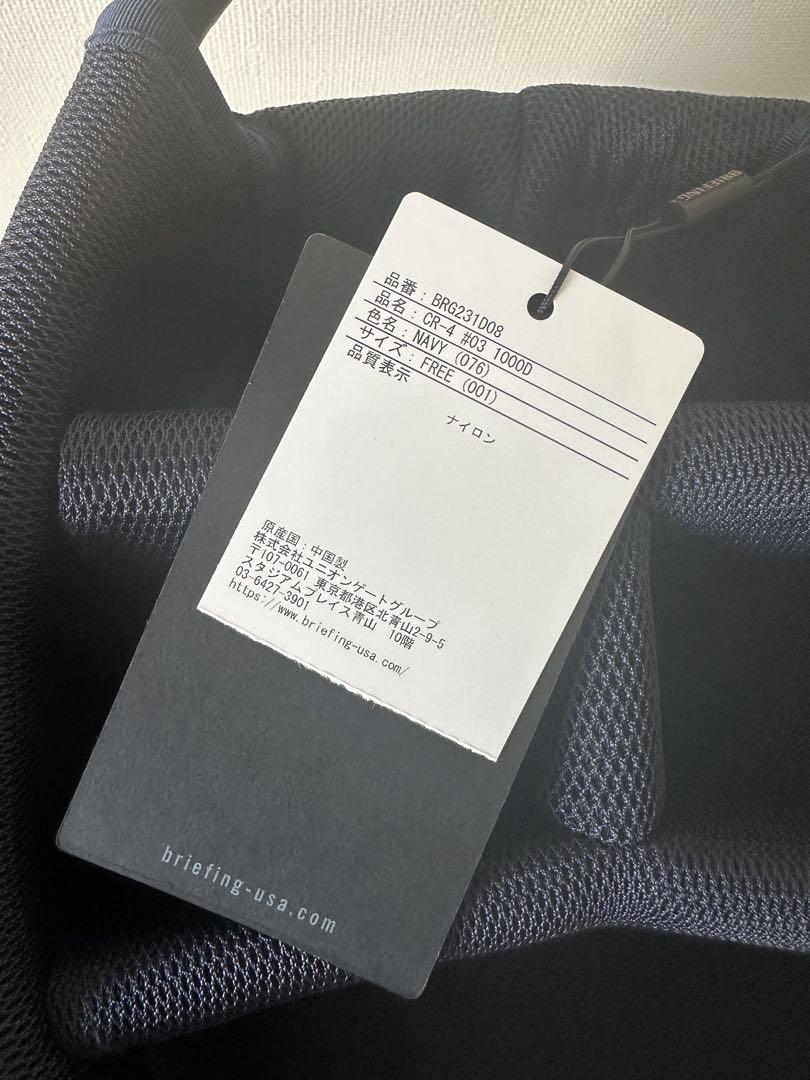 BRIEFING
品番：BRG231D08
品名：CR-4 #03 1000D
色名：NAVY (076)
サイズ：FREE (001)
品質表示
ナイロン
原産国：中国製
株式会社ユニオンゲートグループ
〒107-0061 東京都港区北青山2-9-5
スタジアムプレイス青山 10階
03-6427-3901
https://www.briefing-usa.com/
briefing-usa.com